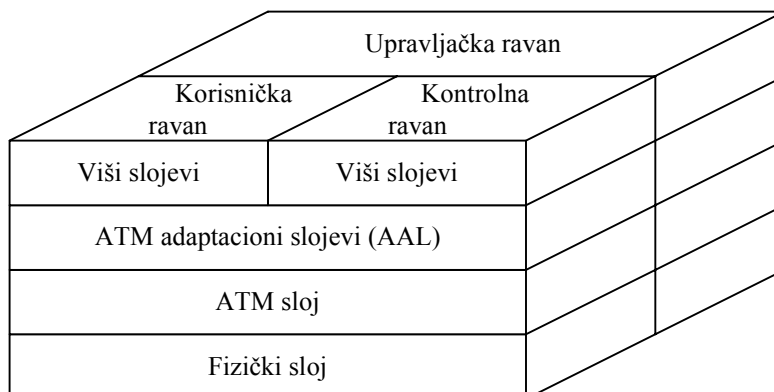 Upravljačka ravan
Korisnička
ravan
Kontrolna
ravan
Viši slojevi
Viši slojevi
ATM adaptacioni slojevi (AAL)
ATM sloj
Fizički sloj